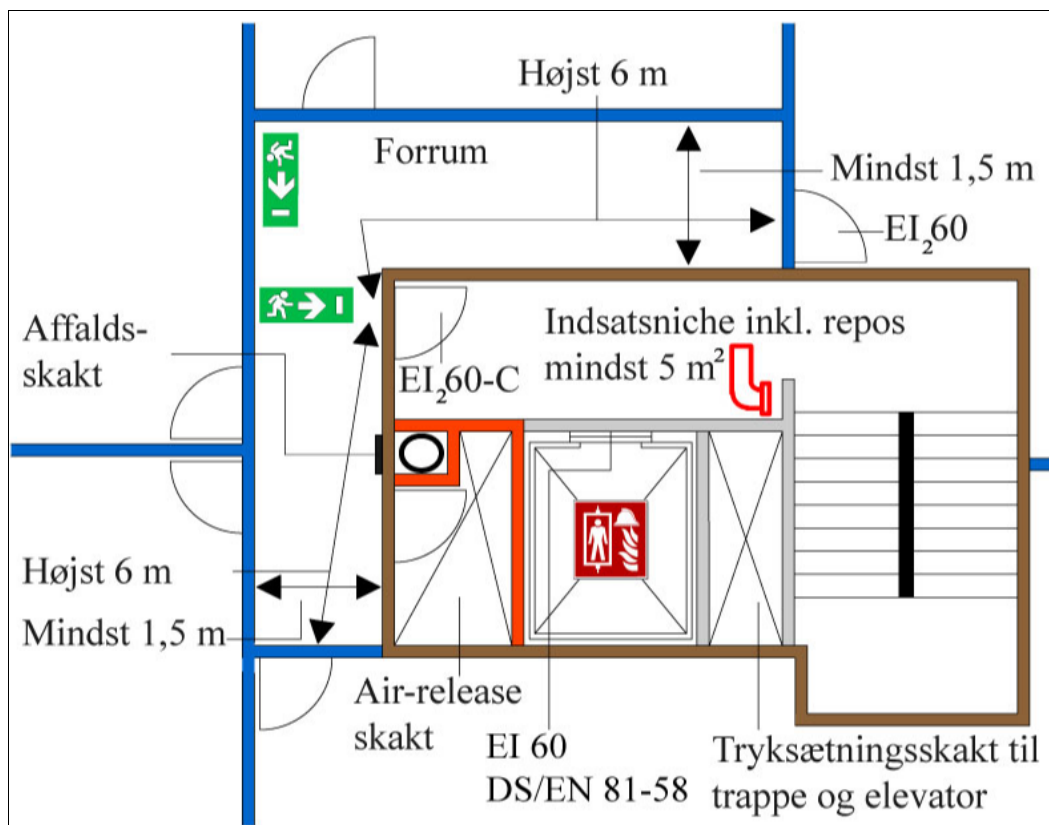 Højst 6 m
Forrum
Mindst 1,5 m
EI₂60
Affalds-
skakt
Indsatsniche inkl. repos
mindst 5 m²
EI₂60-C
Højst 6 m
Mindst 1,5 m
Air-release
skakt
EI 60
DS/EN 81-58
Tryksætningsskakt til
trappe og elevator